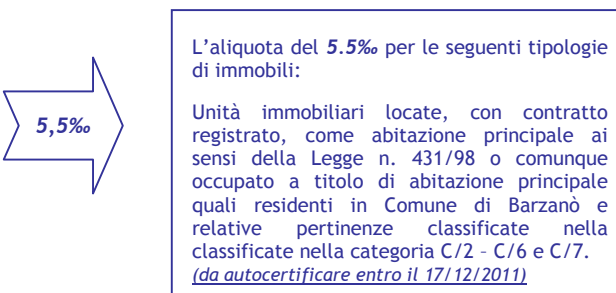 5,5‰
L’aliquota del 5.5‰ per le seguenti tipologie
di immobili:
Unità immobiliari locate, con contratto
registrato, come abitazione principale ai
sensi della Legge n. 431/98 o comunque
occupato a titolo di abitazione principale
quali residenti in Comune di Barzanò e
relative pertinenze classificate nella
classificate nella categoria C/2 – C/6 e C/7.
(da autocertificare entro il 17/12/2011)